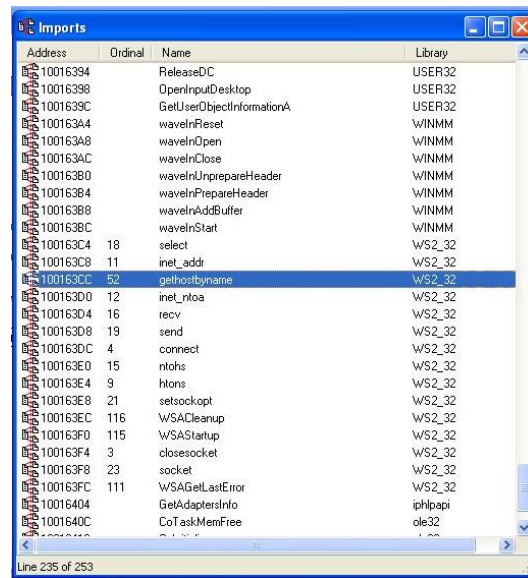 Imports
Address Ordinal Name Library
10016394 ReleaseDC USER32
10016398 OpenInputDesktop USER32
1001639C GetUserObjectInformationA USER32
100163A4 waveInReset WINMM
100163A8 waveInOpen WINMM
100163AC waveInClose WINMM
100163B0 waveInUnprepareHeader WINMM
100163B4 waveInPrepareHeader WINMM
100163B8 waveInAddBuffer WINMM
100163BC waveInStart WINMM
100163C4 18 select WS2_32
100163C8 11 inet_addr WS2_32
100163CC 52 gethostbyname WS2_32
100163D0 12 inet_ntoa WS2_32
100163D4 16 recv WS2_32
100163D8 19 send WS2_32
100163DC 4 connect WS2_32
100163E0 15 ntohs WS2_32
100163E4 9 htons WS2_32
100163E8 21 setsockopt WS2_32
100163EC 116 WSACleanup WS2_32
100163F0 115 WSAStartup WS2_32
100163F4 3 closesocket WS2_32
100163F8 23 socket WS2_32
100163FC 111 WSAGetLastError WS2_32
10016404 GetAdaptersInfo iphlpapi
1001640C CoTaskMemFree ole32
Line 235 of 253